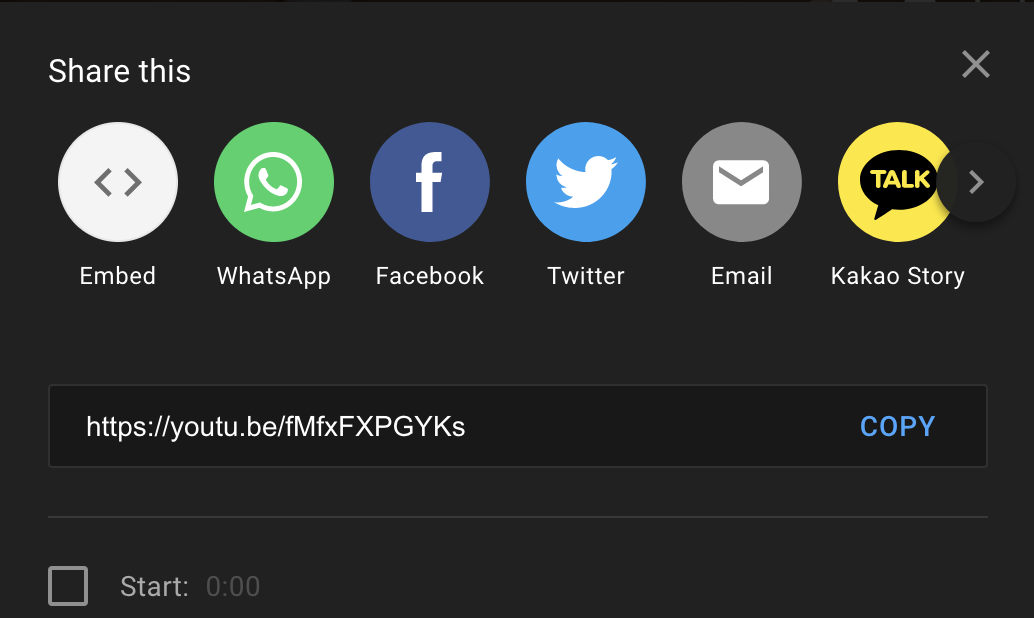 Share this
TALK
Embed
WhatsApp
Facebook
Twitter
Email
Kakao Story
https://youtu.be/fMfxFXPGYKs
COPY
Start: 0:00